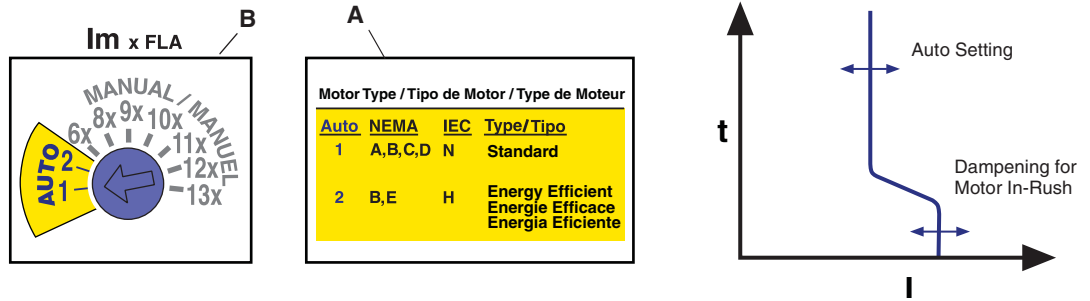 B
Im x FLA
MANUAL / MANUEL
6x 8x 9x 10x 11x 12x 13x
AUTO
2
1
A
Motor Type / Tipo de Motor / Type de Moteur
Auto NEMA IEC Type/Tipo
1 A,B,C,D N Standard
2 B,E H Energy Efficient
Energie Efficace
Energia Eficiente
t
Auto Setting
Dampening for
Motor In-Rush
I